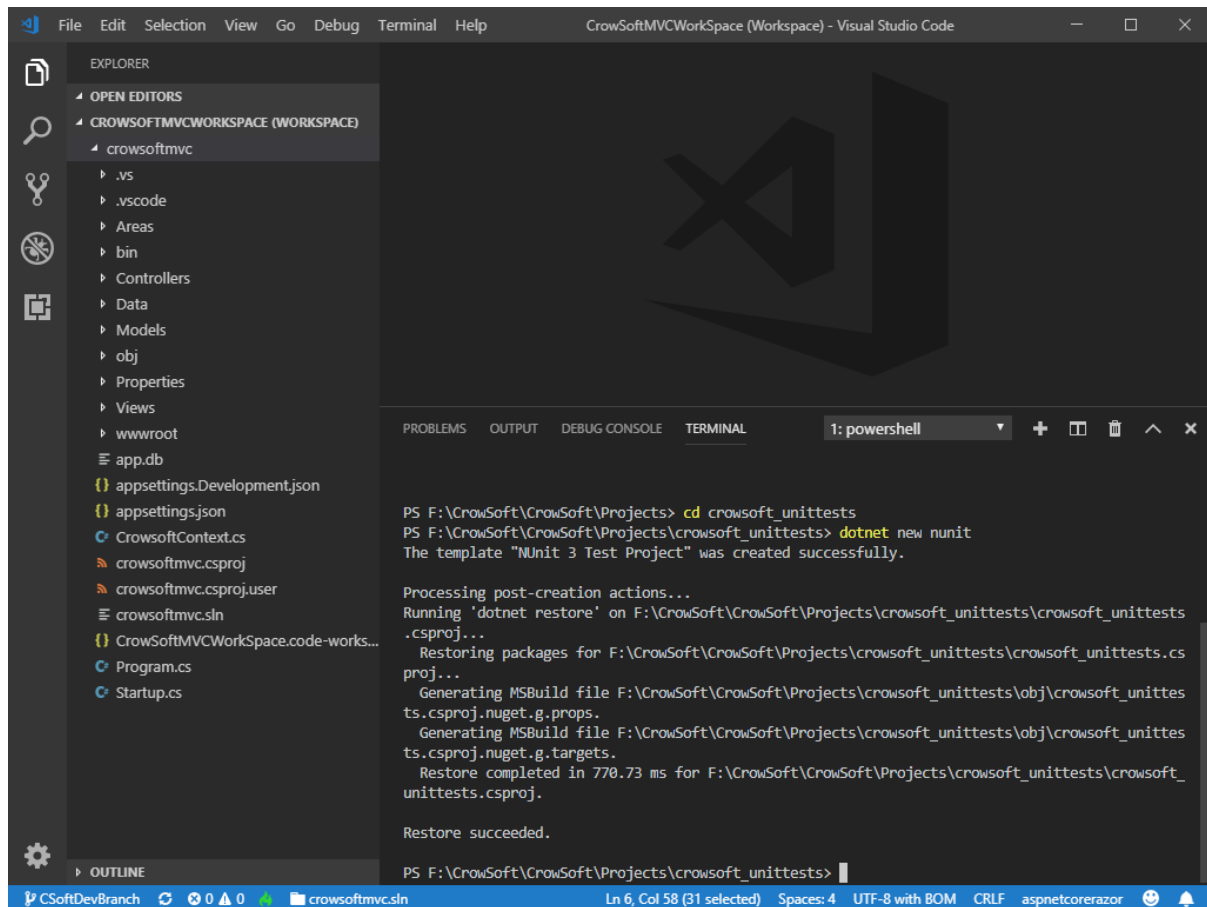 File Edit Selection View Go Debug Terminal Help CrowSoftMVCWorkSpace (Workspace) - Visual Studio Code
EXPLORER
OPEN EDITORS
CROWSOFTMVCWORKSPACE (WORKSPACE)
crowsoftmvc
.vs
.vscode
Areas
bin
Controllers
Data
Models
obj
Properties
Views
wwwroot
app.db
{} appsettings.Development.json
{} appsettings.json
C# CrowsoftContext.cs
crowsoftmvc.csproj
crowsoftmvc.csproj.user
crowsoftmvc.sln
{} CrowSoftMVCWorkSpace.code-works...
C# Program.cs
C# Startup.cs
OUTLINE
PROBLEMS OUTPUT DEBUG CONSOLE TERMINAL 1: powershell
PS F:\CrowSoft\CrowSoft\Projects> cd crowsoft_unittests
PS F:\CrowSoft\CrowSoft\Projects\crowsoft_unittests> dotnet new nunit
The template "NUnit 3 Test Project" was created successfully.
Processing post-creation actions...
Running 'dotnet restore' on F:\CrowSoft\CrowSoft\Projects\crowsoft_unittests\crowsoft_unittests
.csproj...
Restoring packages for F:\CrowSoft\CrowSoft\Projects\crowsoft_unittests\crowsoft_unittests.cs
proj...
Generating MSBuild file F:\CrowSoft\CrowSoft\Projects\crowsoft_unittests\obj\crowsoft_unittes
ts.csproj.nuget.g.props.
Generating MSBuild file F:\CrowSoft\CrowSoft\Projects\crowsoft_unittests\obj\crowsoft_unittes
ts.csproj.nuget.g.targets.
Restore completed in 770.73 ms for F:\CrowSoft\CrowSoft\Projects\crowsoft_unittests\crowsoft_
unittests.csproj.
Restore succeeded.
PS F:\CrowSoft\CrowSoft\Projects\crowsoft_unittests>
CSoftDevBranch 0 0 crowsoftmvc.sln Ln 6, Col 58 (31 selected) Spaces: 4 UTF-8 with BOM CRLF aspnetcorerazor